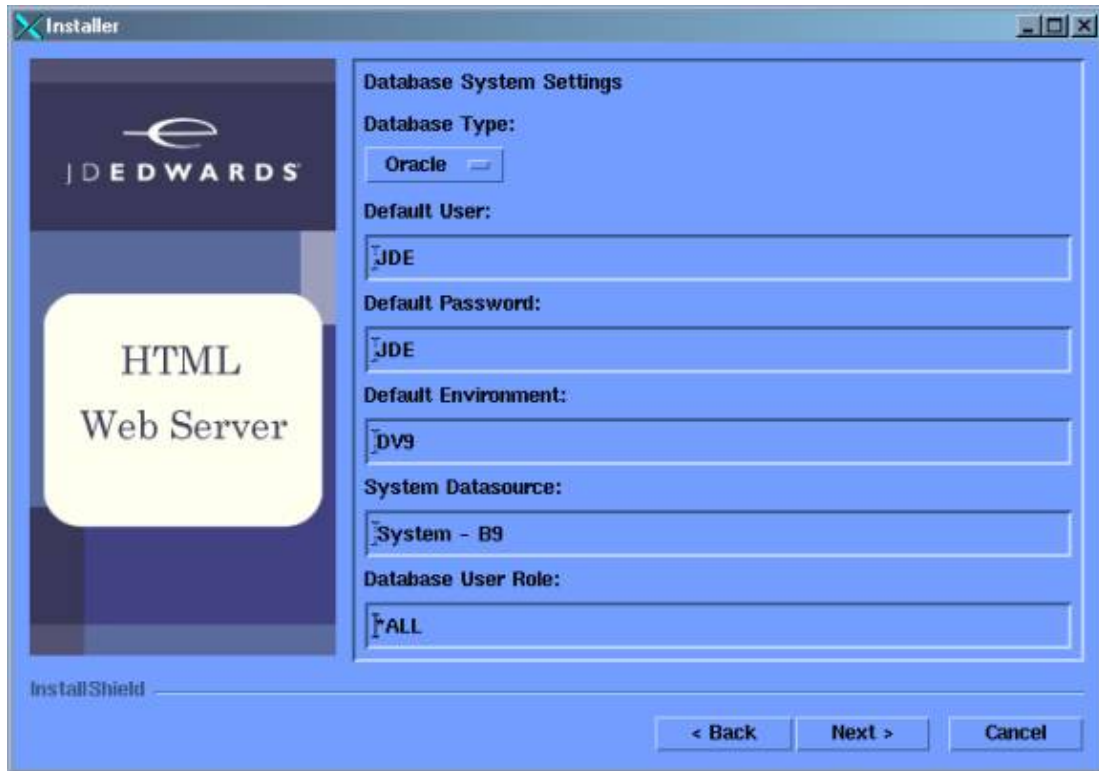 Installer
JDEDWARDS
HTML
Web Server
Database System Settings
Database Type:
Oracle
Default User:
JDE
Default Password:
JDE
Default Environment:
DV9
System Datasource:
System - B9
Database User Role:
*ALL
InstallShield
< Back
Next >
Cancel